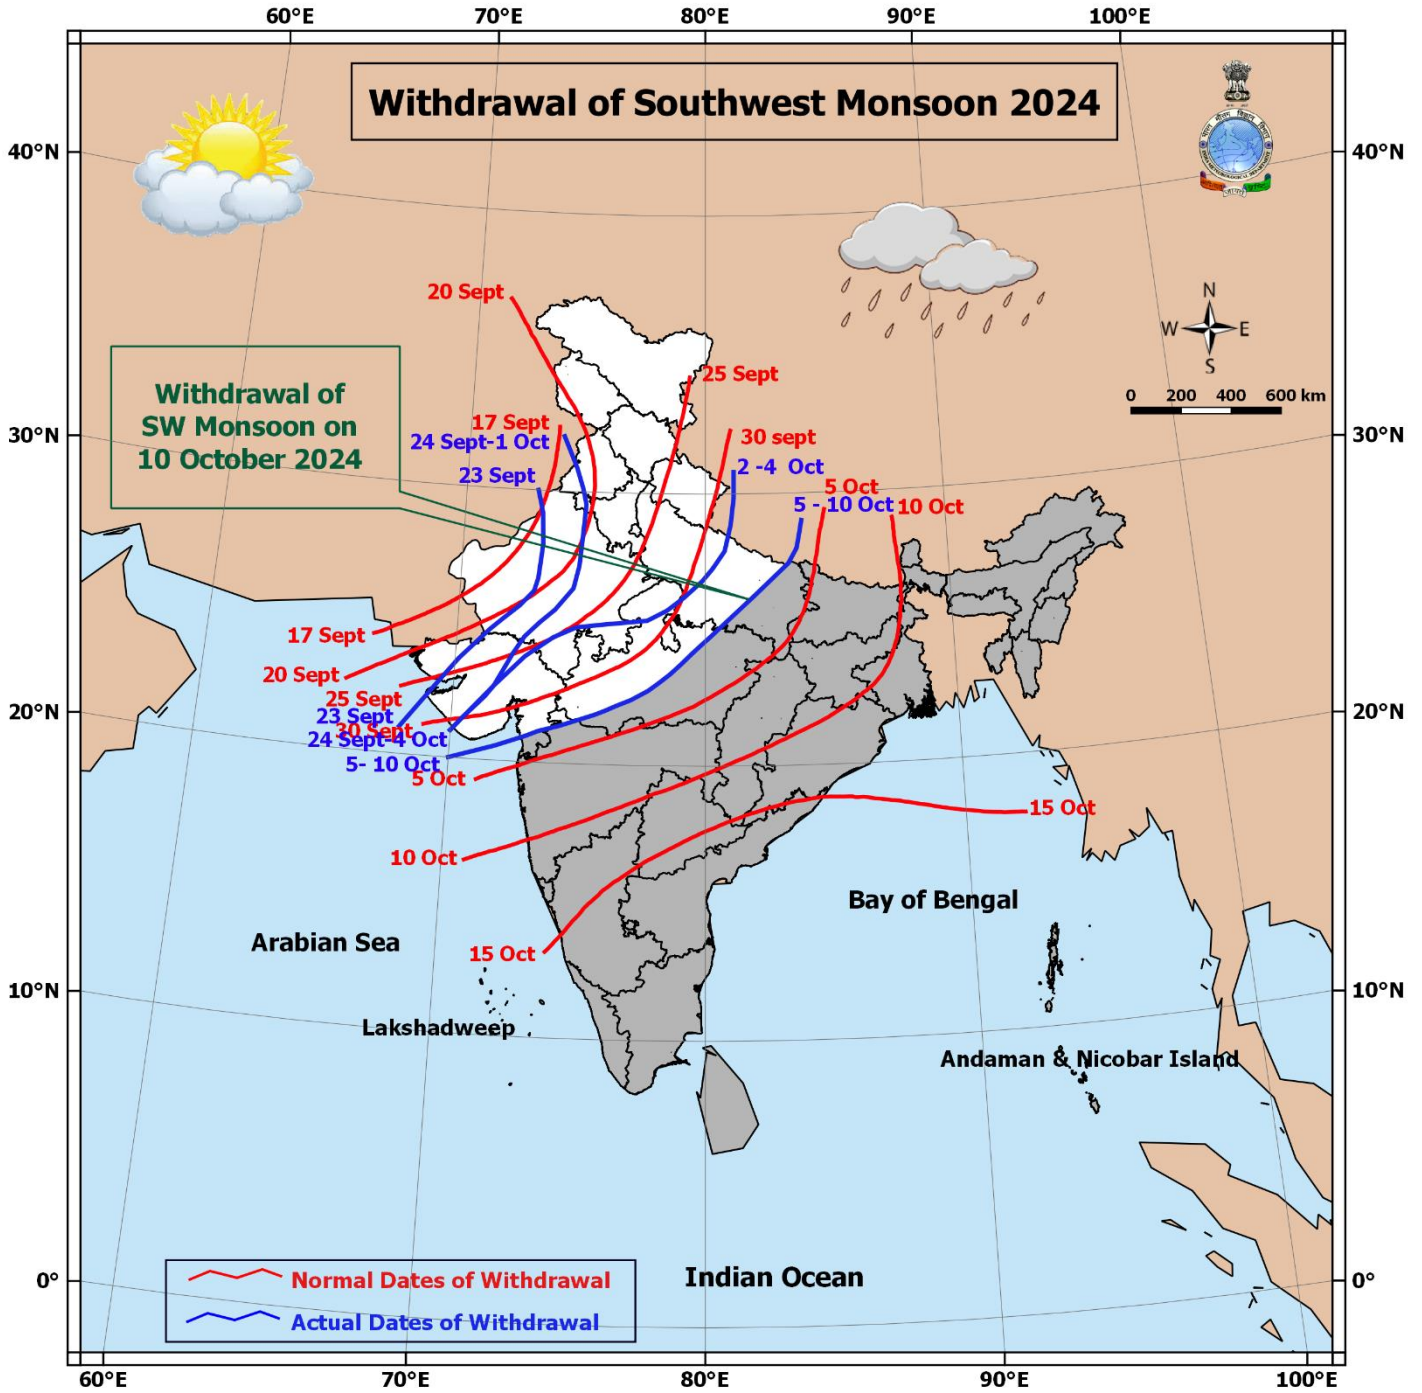 60°E 70°E 80°E 90°E 100°E
Withdrawal of Southwest Monsoon 2024
40°N 40°N
20 Sept
N
W E
S
25 Sept
Withdrawal of
SW Monsoon on
10 October 2024
0 200 400 600 km
17 Sept
24 Sept-1 Oct
30°N 30 sept 30°N
23 Sept
2 -4 Oct
5 Oct
5 - 10 Oct
10 Oct
17 Sept
20 Sept
25 Sept
20°N 20°N
23 Sept
30 Sept
24 Sept-4 Oct
5- 10 Oct
5 Oct
15 Oct
10 Oct
Bay of Bengal
Arabian Sea
15 Oct
10°N 10°N
Lakshadweep
Andaman & Nicobar Island
0° 0°
Indian Ocean
Normal Dates of Withdrawal
Actual Dates of Withdrawal
60°E 70°E 80°E 90°E 100°E